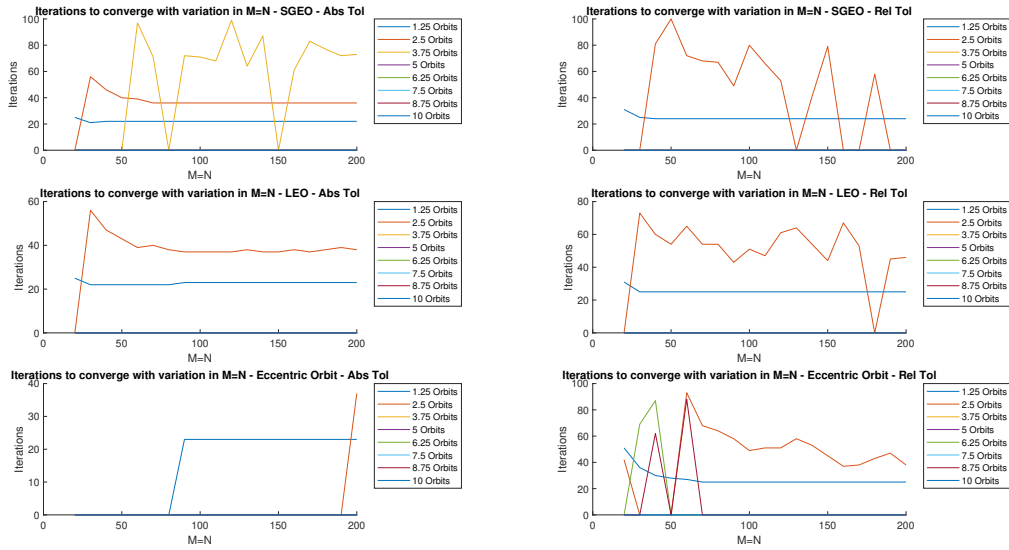 Iterations to converge with variation in M=N - SGEO - Abs Tol
100
80
60
40
20
0
Iterations
0
50
100
150
200
M=N
1.25 Orbits
2.5 Orbits
3.75 Orbits
5 Orbits
6.25 Orbits
7.5 Orbits
8.75 Orbits
10 Orbits
Iterations to converge with variation in M=N - SGEO - Rel Tol
100
80
60
40
20
0
Iterations
0
50
100
150
200
M=N
1.25 Orbits
2.5 Orbits
3.75 Orbits
5 Orbits
6.25 Orbits
7.5 Orbits
8.75 Orbits
10 Orbits
Iterations to converge with variation in M=N - LEO - Abs Tol
60
40
20
0
Iterations
0
50
100
150
200
M=N
1.25 Orbits
2.5 Orbits
3.75 Orbits
5 Orbits
6.25 Orbits
7.5 Orbits
8.75 Orbits
10 Orbits
Iterations to converge with variation in M=N - LEO - Rel Tol
80
60
40
20
0
Iterations
0
50
100
150
200
M=N
1.25 Orbits
2.5 Orbits
3.75 Orbits
5 Orbits
6.25 Orbits
7.5 Orbits
8.75 Orbits
10 Orbits
Iterations to converge with variation in M=N - Eccentric Orbit - Abs Tol
40
30
20
10
0
Iterations
0
50
100
150
200
M=N
1.25 Orbits
2.5 Orbits
3.75 Orbits
5 Orbits
6.25 Orbits
7.5 Orbits
8.75 Orbits
10 Orbits
Iterations to converge with variation in M=N - Eccentric Orbit - Rel Tol
100
80
60
40
20
0
Iterations
0
50
100
150
200
M=N
1.25 Orbits
2.5 Orbits
3.75 Orbits
5 Orbits
6.25 Orbits
7.5 Orbits
8.75 Orbits
10 Orbits